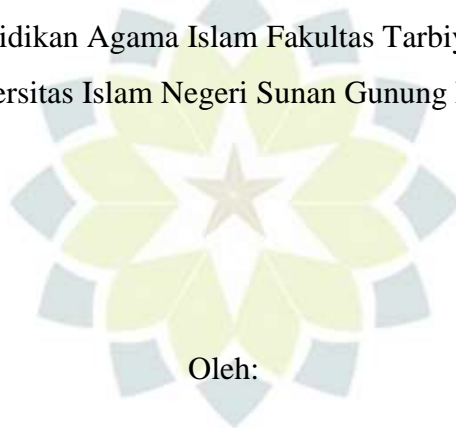 idikan Agama Islam Fakultas Tarbiy
ersitas Islam Negeri Sunan Gunung
Oleh: